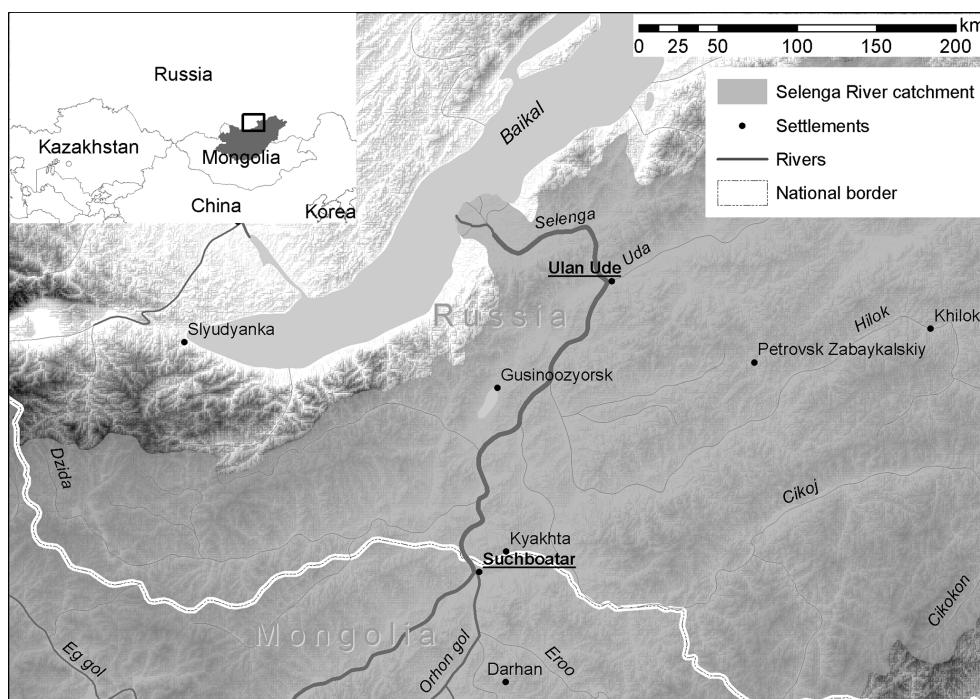 km
0 25 50 100 150 200
Russia
Kazakhstan
Mongolia
China
Korea
Selenga River catchment
Settlements
Rivers
National border
Baikal
Selenga
Ulan Ude
Uda
Russia
Slyudyanka
Hilok
Khilok
Petrovsk Zabaykalskiy
Gusinoozyorsk
Dzida
Cikoj
Kyakhta
Suchboatar
Cikokon
Mongolia
Eg gol
Orhon gol
Eroo
Darhan